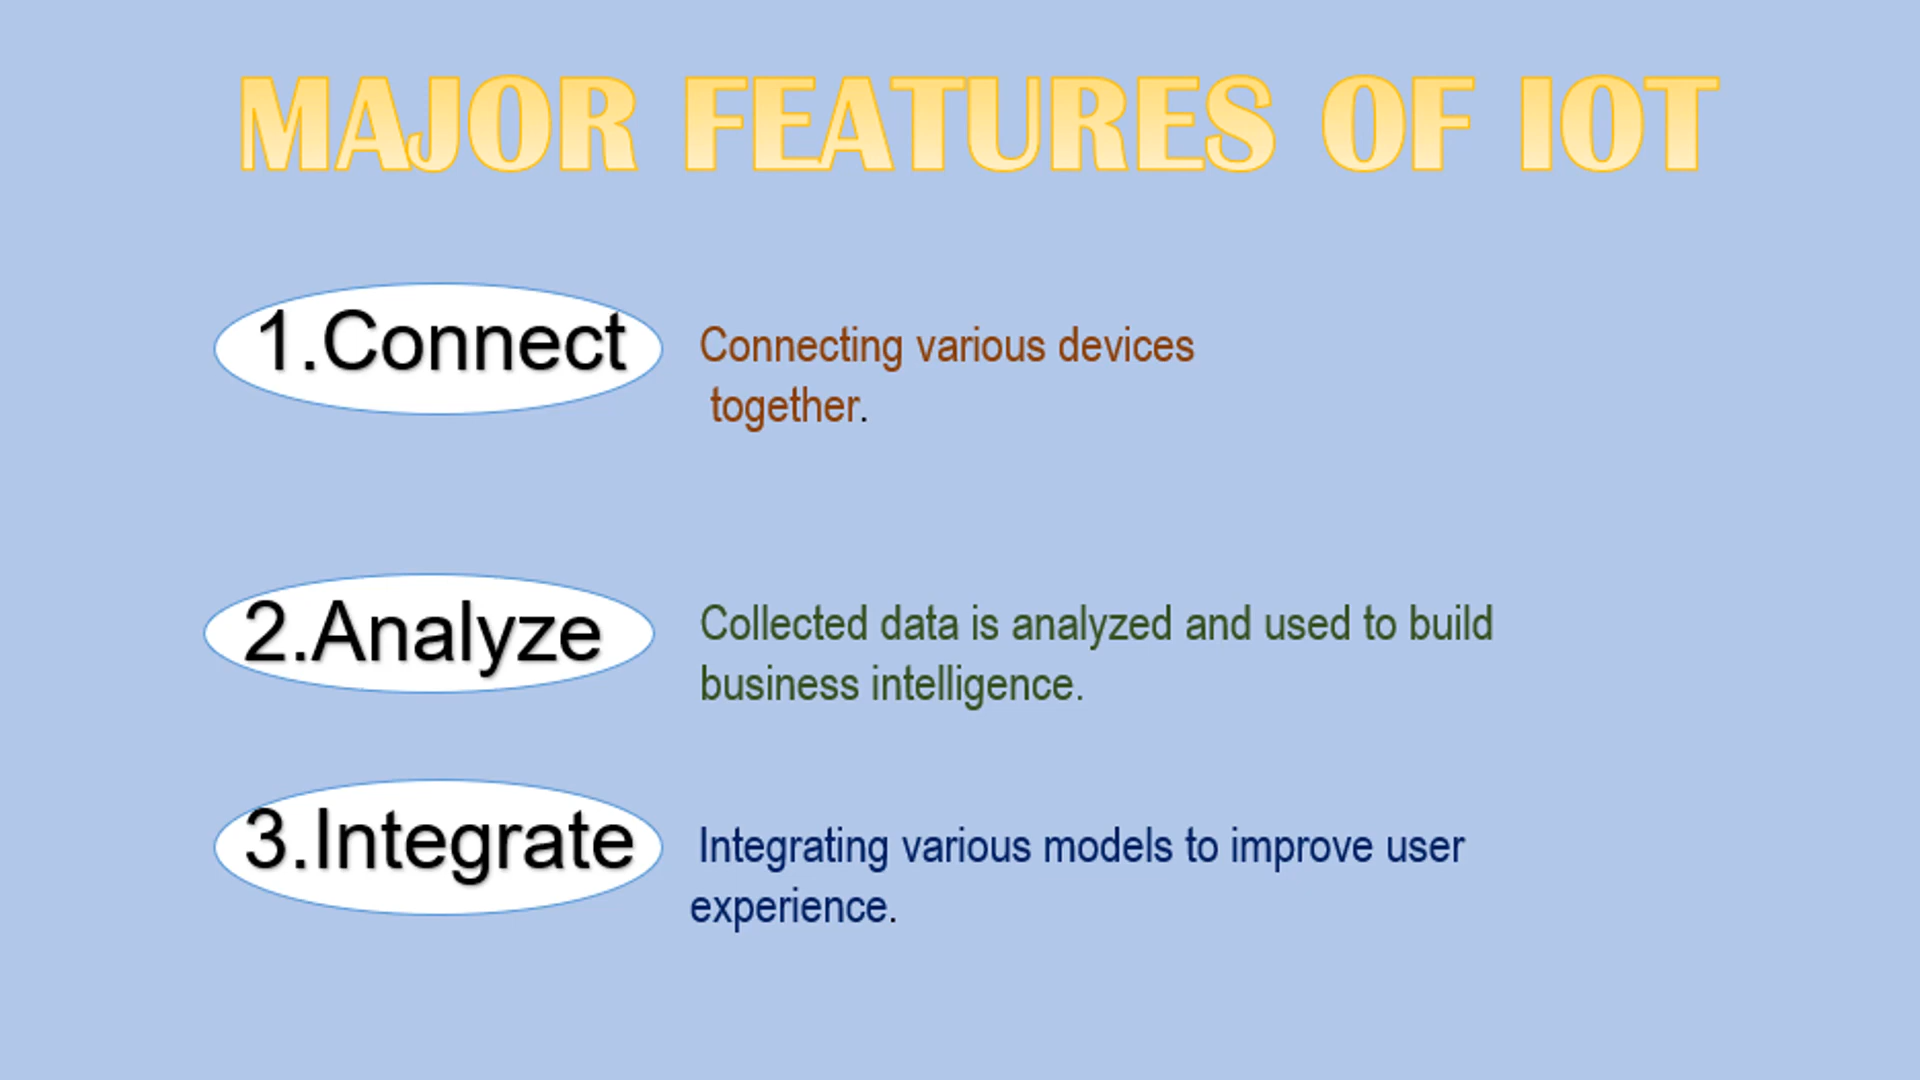 MAJOR FEATURES OF IOT
1.Connect
Connecting various devices
together.
2.Analyze
Collected data is analyzed and used to build
business intelligence.
3.Integrate
Integrating various models to improve user
experience.